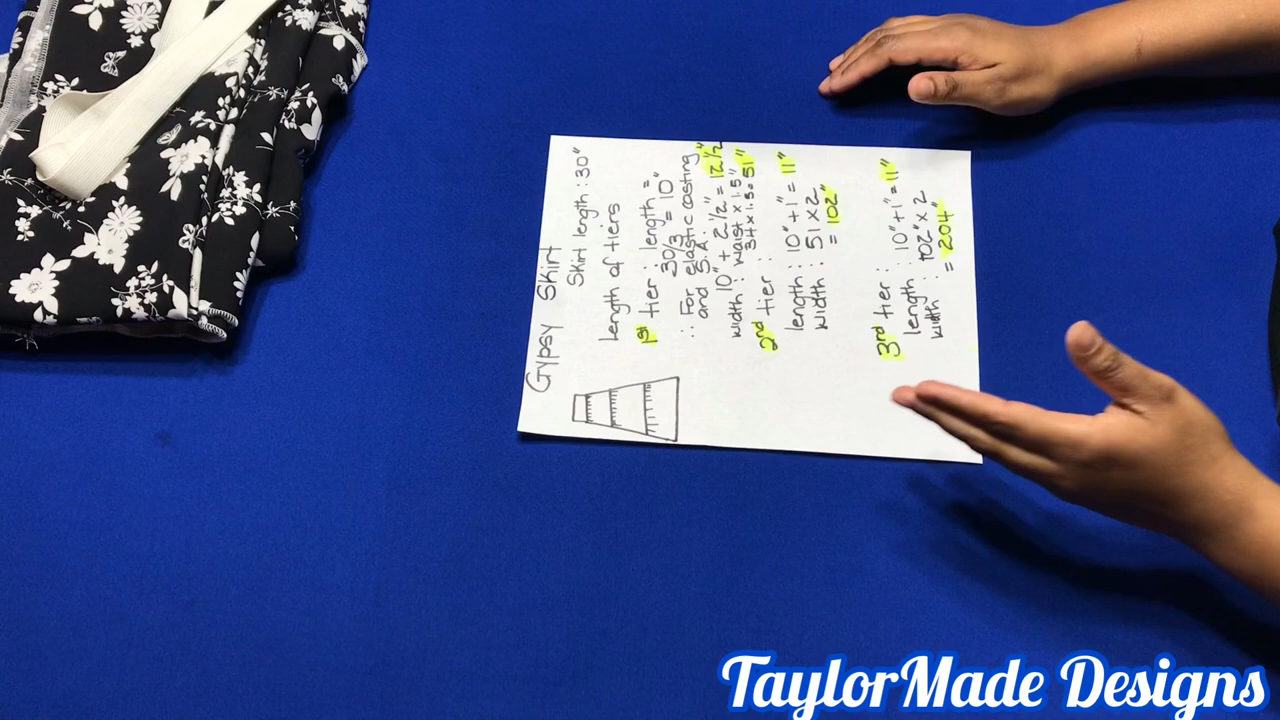 Gypsy Skirt
Skirt length : 30"
Length of tiers
1st tier : length =
30/3 = 10"
∴ For elastic casting
and S.A.
10" + 2 1/2" = 12 1/2"
width : waist x 1.5"
34 x 1.5 = 51"
2nd tier :
length : 10" + 1" = 11"
width : 51 x 2
= 102"
3rd tier :
length : 10" + 1" = 11"
width : 102" x 2
= 204"
TaylorMade Designs